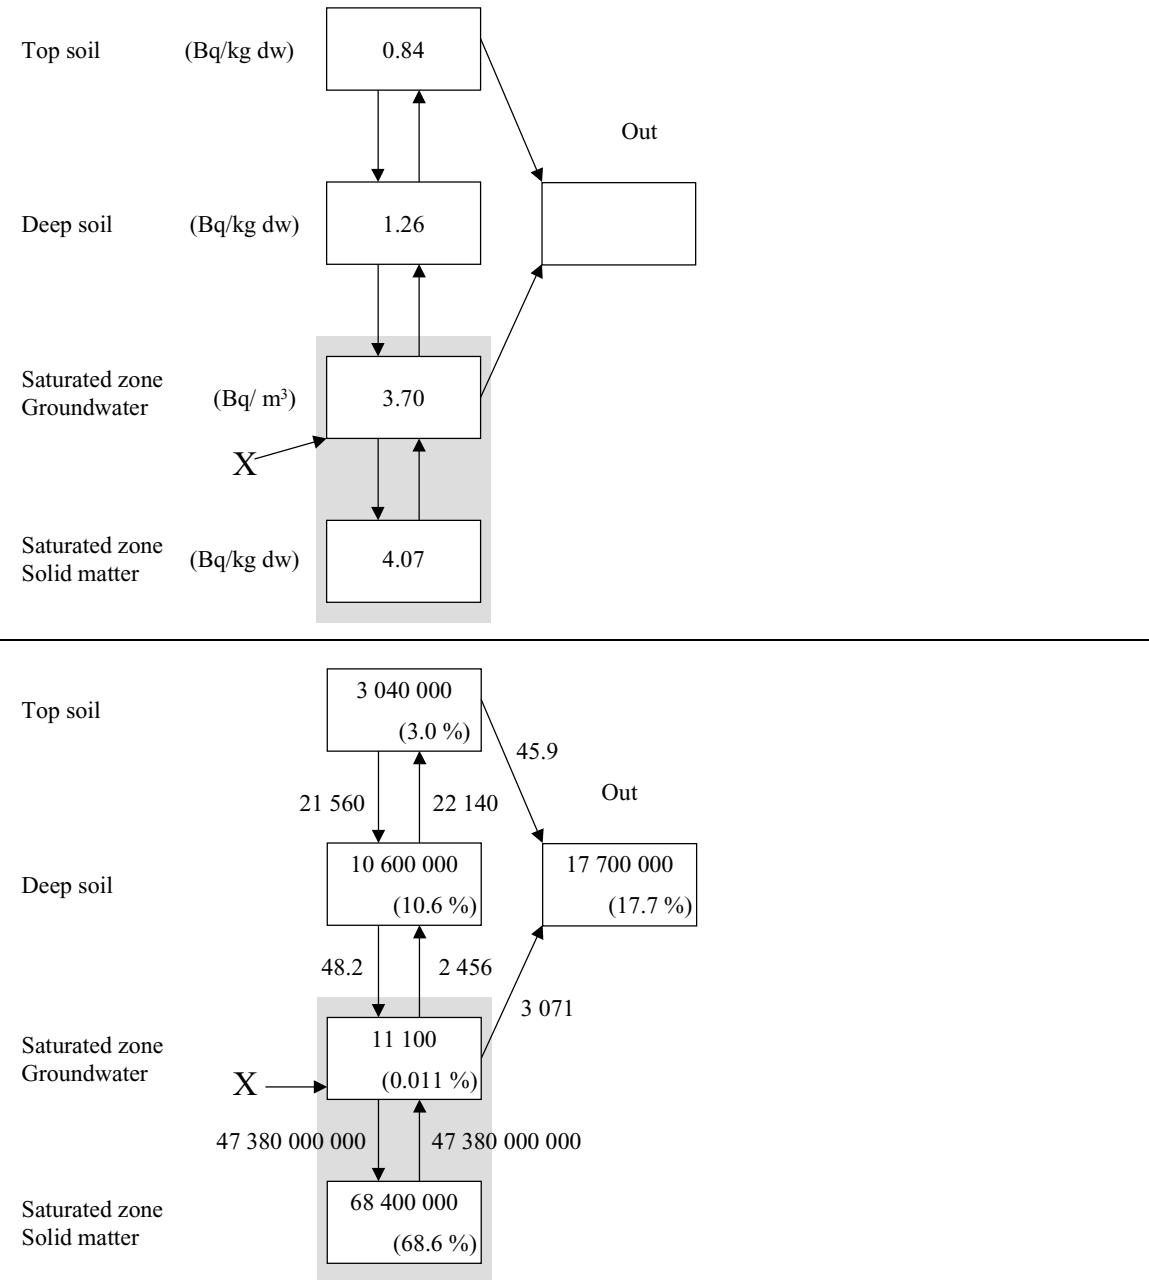 Top soil (Bq/kg dw) 0.84
Out
Deep soil (Bq/kg dw) 1.26
Saturated zone
Groundwater (Bq/ m³) 3.70
X
Saturated zone
Solid matter (Bq/kg dw) 4.07
Top soil 3 040 000
(3.0 %)
45.9
21 560 22 140 Out
Deep soil 10 600 000 17 700 000
(10.6 %) (17.7 %)
48.2 2 456
3 071
Saturated zone
Groundwater 11 100
X (0.011 %)
47 380 000 000 47 380 000 000
Saturated zone
Solid matter 68 400 000
(68.6 %)